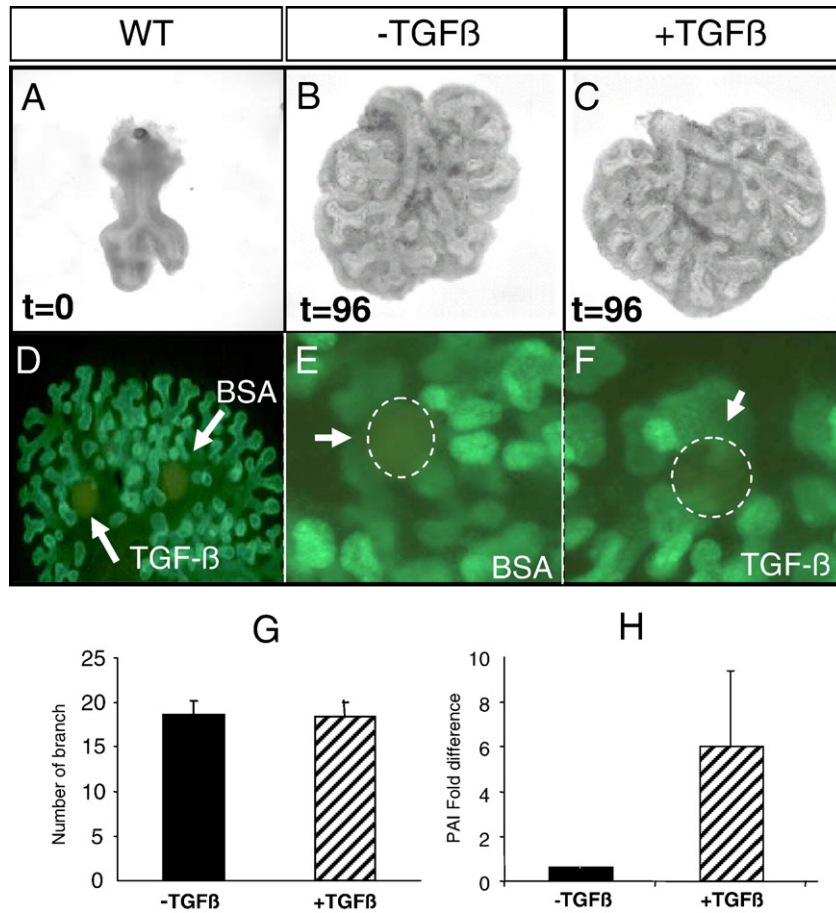 WT -TGFß +TGFß
A B C
t=0 t=96 t=96
D E F
BSA
TGF-ß BSA TGF-ß
G H
25
20
15
10
5
0
Number of branch
-TGFß +TGFß
10
8
6
4
2
0
PAI Fold difference
-TGFß +TGFß